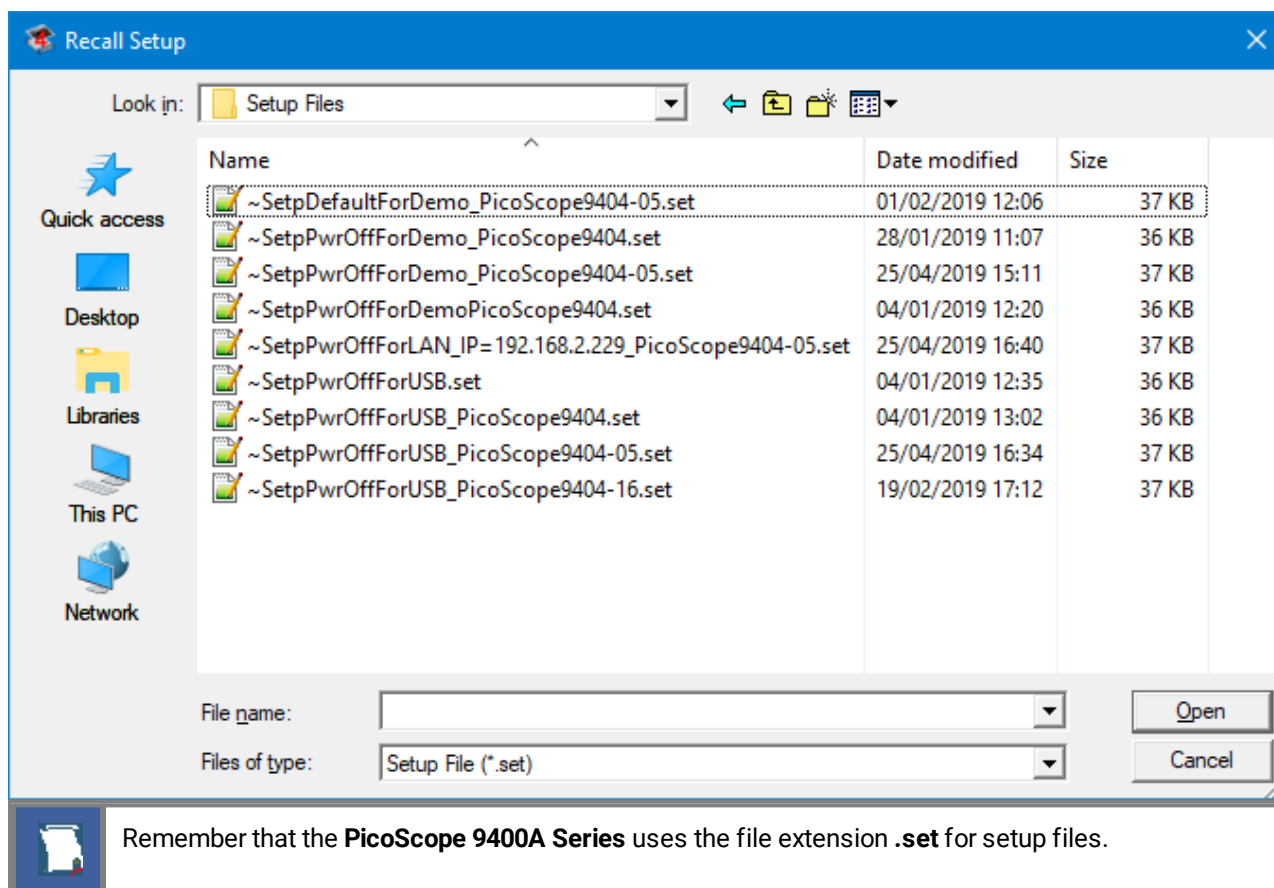 Recall Setup
Look in: Setup Files
Name Date modified Size
~SetpDefaultForDemo_PicoScope9404-05.set 01/02/2019 12:06 37 KB
~SetpPwrOffForDemo_PicoScope9404.set 28/01/2019 11:07 36 KB
~SetpPwrOffForDemo_PicoScope9404-05.set 25/04/2019 15:11 37 KB
~SetpPwrOffForDemoPicoScope9404.set 04/01/2019 12:20 36 KB
~SetpPwrOffForLAN_IP=192.168.2.229_PicoScope9404-05.set 25/04/2019 16:40 37 KB
~SetpPwrOffForUSB.set 04/01/2019 12:35 36 KB
~SetpPwrOffForUSB_PicoScope9404.set 04/01/2019 13:02 36 KB
~SetpPwrOffForUSB_PicoScope9404-05.set 25/04/2019 16:34 37 KB
~SetpPwrOffForUSB_PicoScope9404-16.set 19/02/2019 17:12 37 KB
Quick access
Desktop
Libraries
This PC
Network
File name: Open
Files of type: Setup File (*.set) Cancel
Remember that the PicoScope 9400A Series uses the file extension .set for setup files.